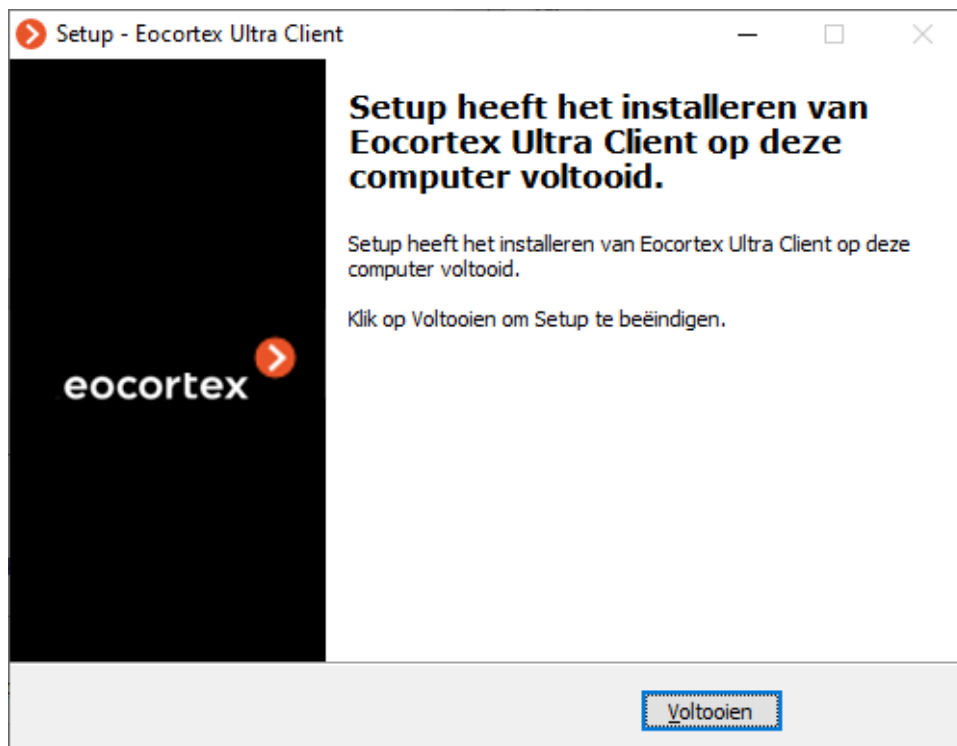 Setup - Eocortex Ultra Client
Setup heeft het installeren van
Eocortex Ultra Client op deze
computer voltooid.
Setup heeft het installeren van Eocortex Ultra Client op deze
computer voltooid.
Klik op Voltooien om Setup te beëindigen.
eocortex
Voltooien